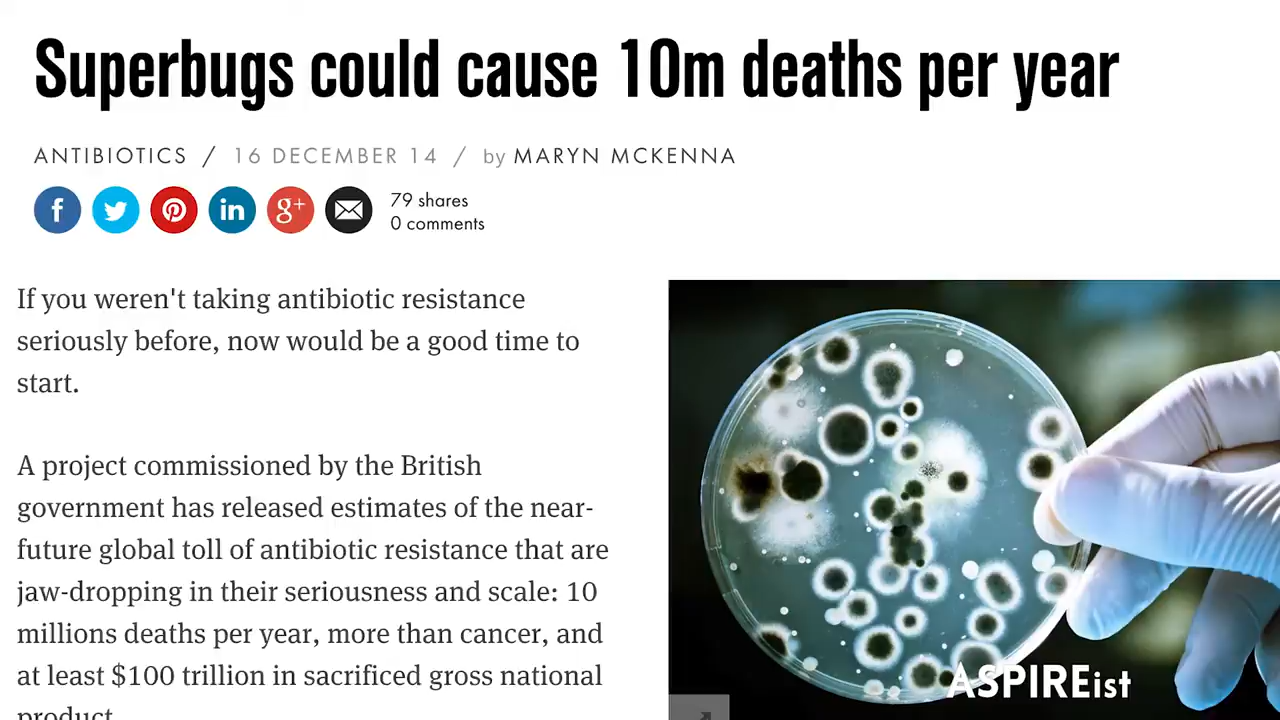 Superbugs could cause 10m deaths per year
ANTIBIOTICS / 16 DECEMBER 14 / by MARYN MCKENNA
79 shares
0 comments
If you weren't taking antibiotic resistance
seriously before, now would be a good time to
start.
A project commissioned by the British
government has released estimates of the near-
future global toll of antibiotic resistance that are
jaw-dropping in their seriousness and scale: 10
millions deaths per year, more than cancer, and
at least $100 trillion in sacrificed gross national
product.
ASPIREist